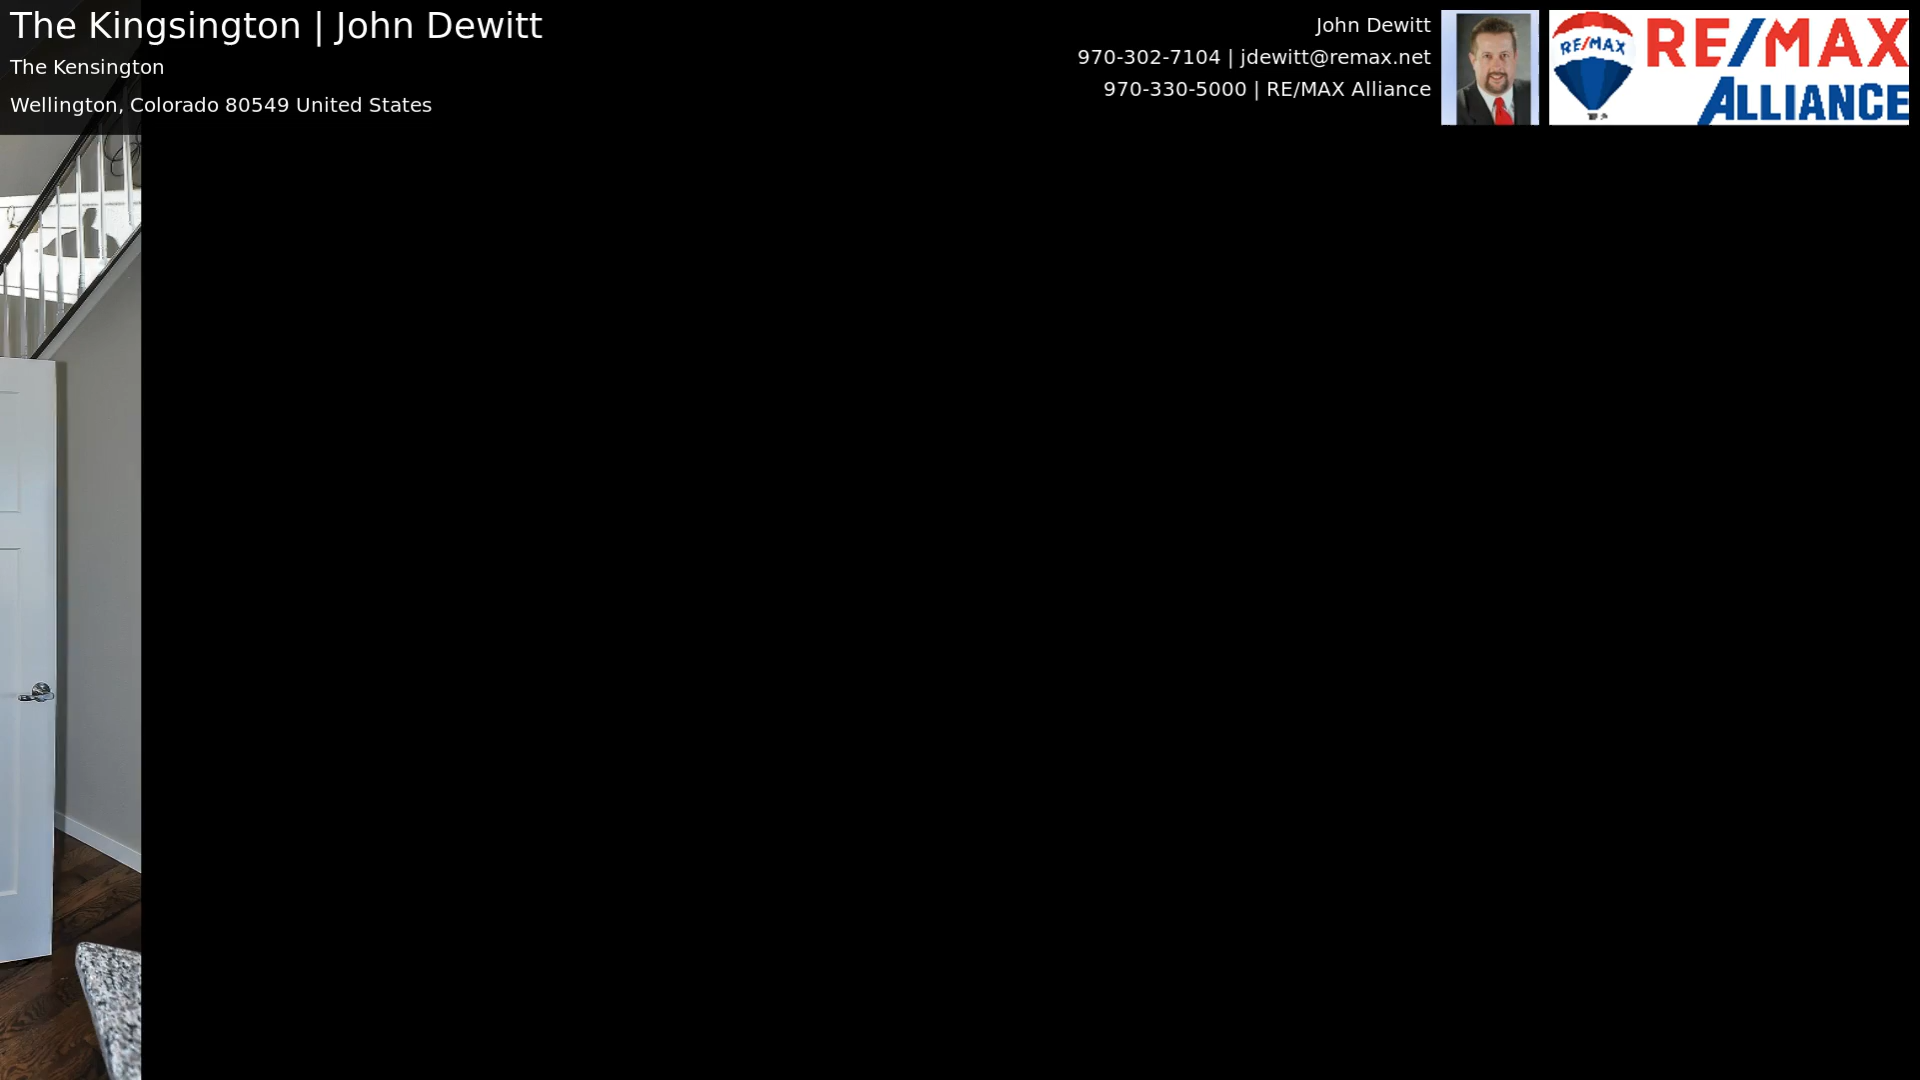 The Kingsington | John Dewitt
The Kensington
Wellington, Colorado 80549 United States
John Dewitt
970-302-7104 | jdewitt@remax.net
970-330-5000 | RE/MAX Alliance
RE/MAX
RE/MAX
ALLIANCE